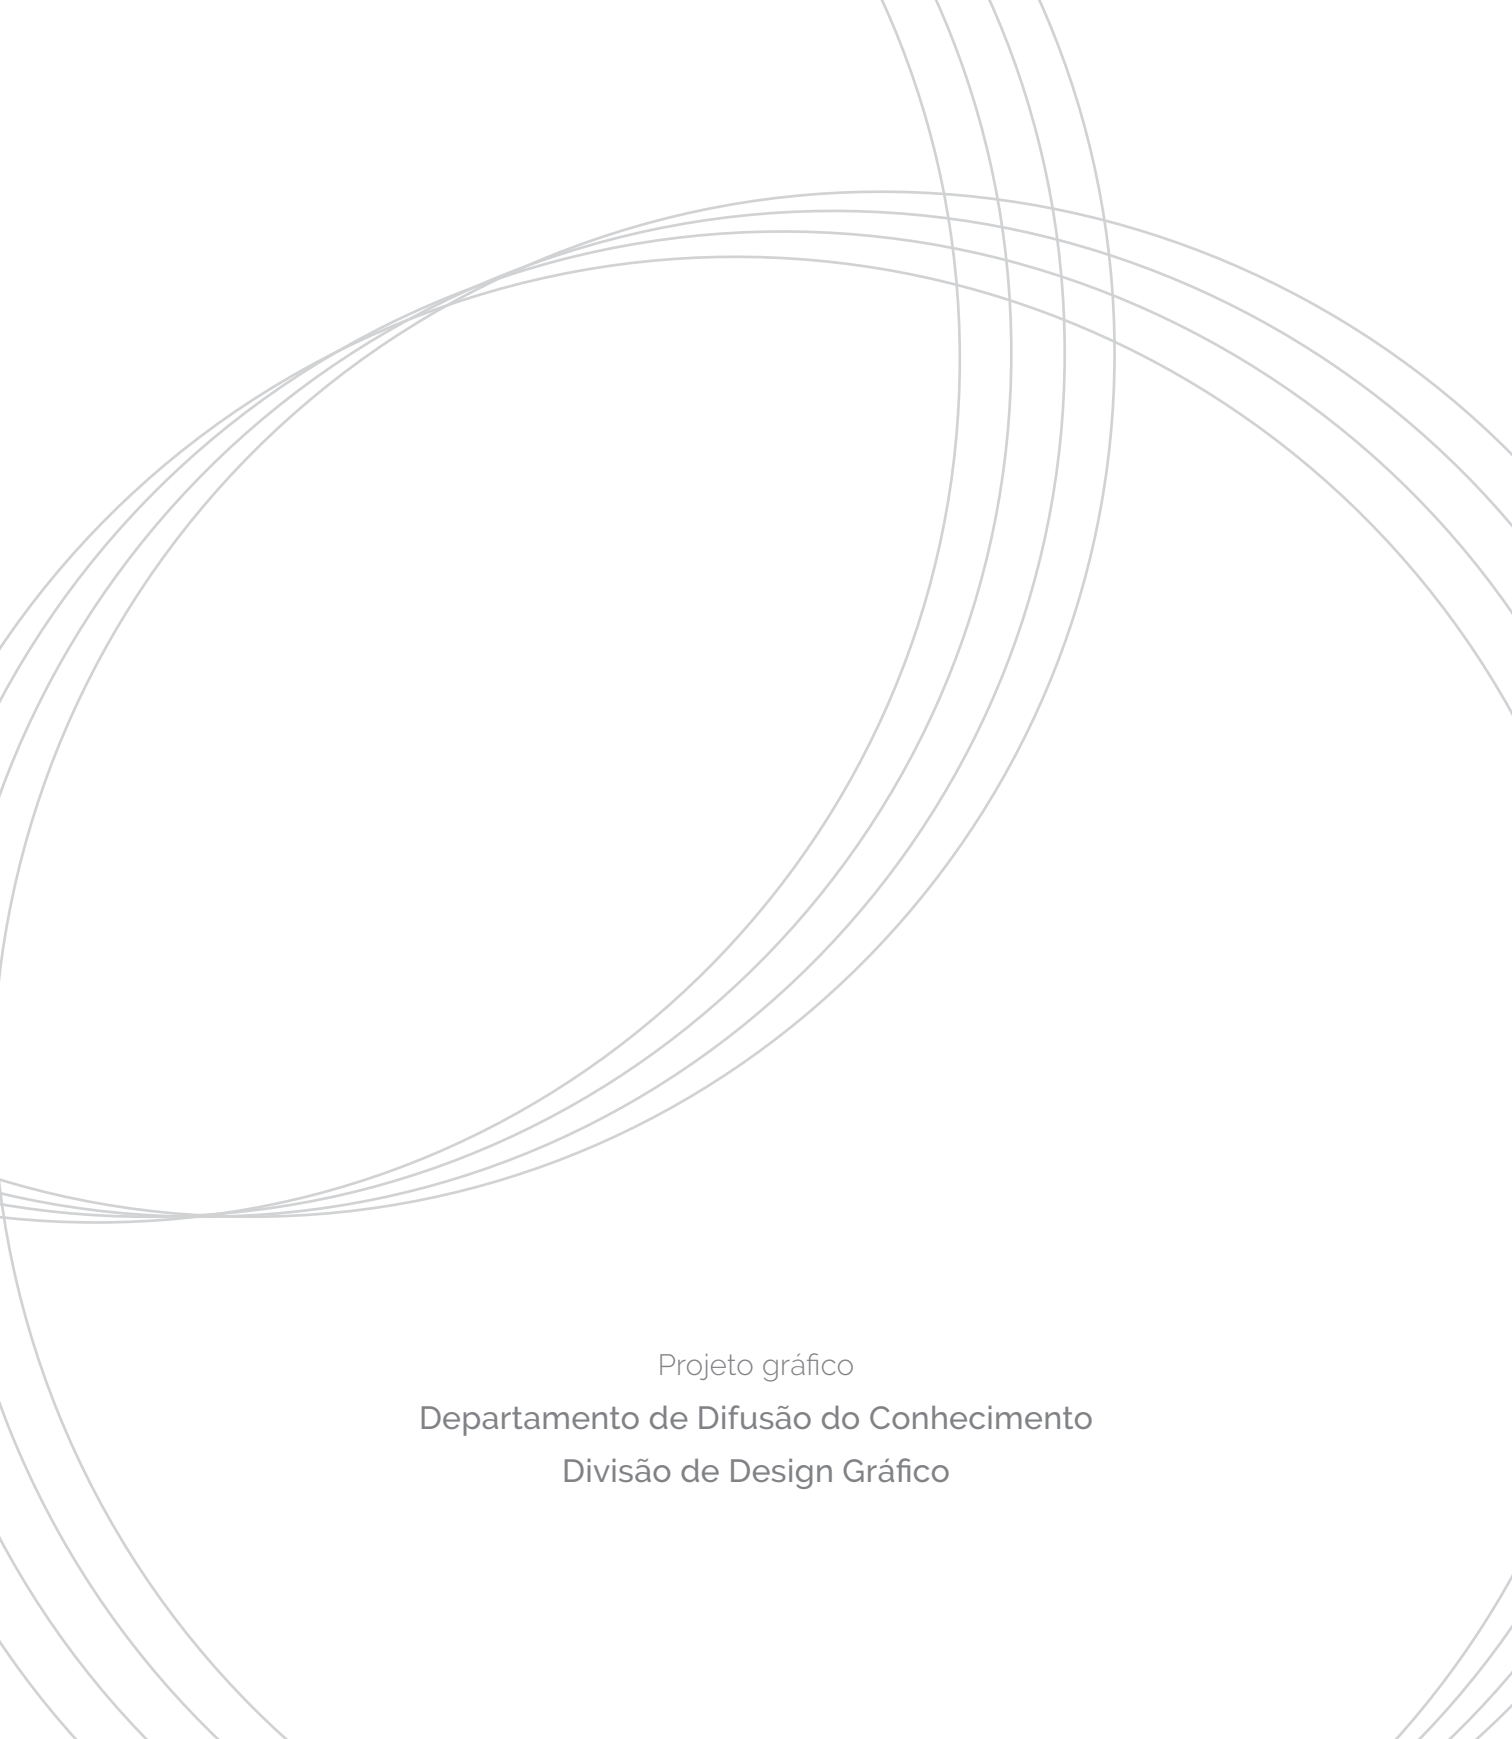 Projeto gráfico
Departamento de Difusão do Conhecimento
Divisão de Design Gráfico